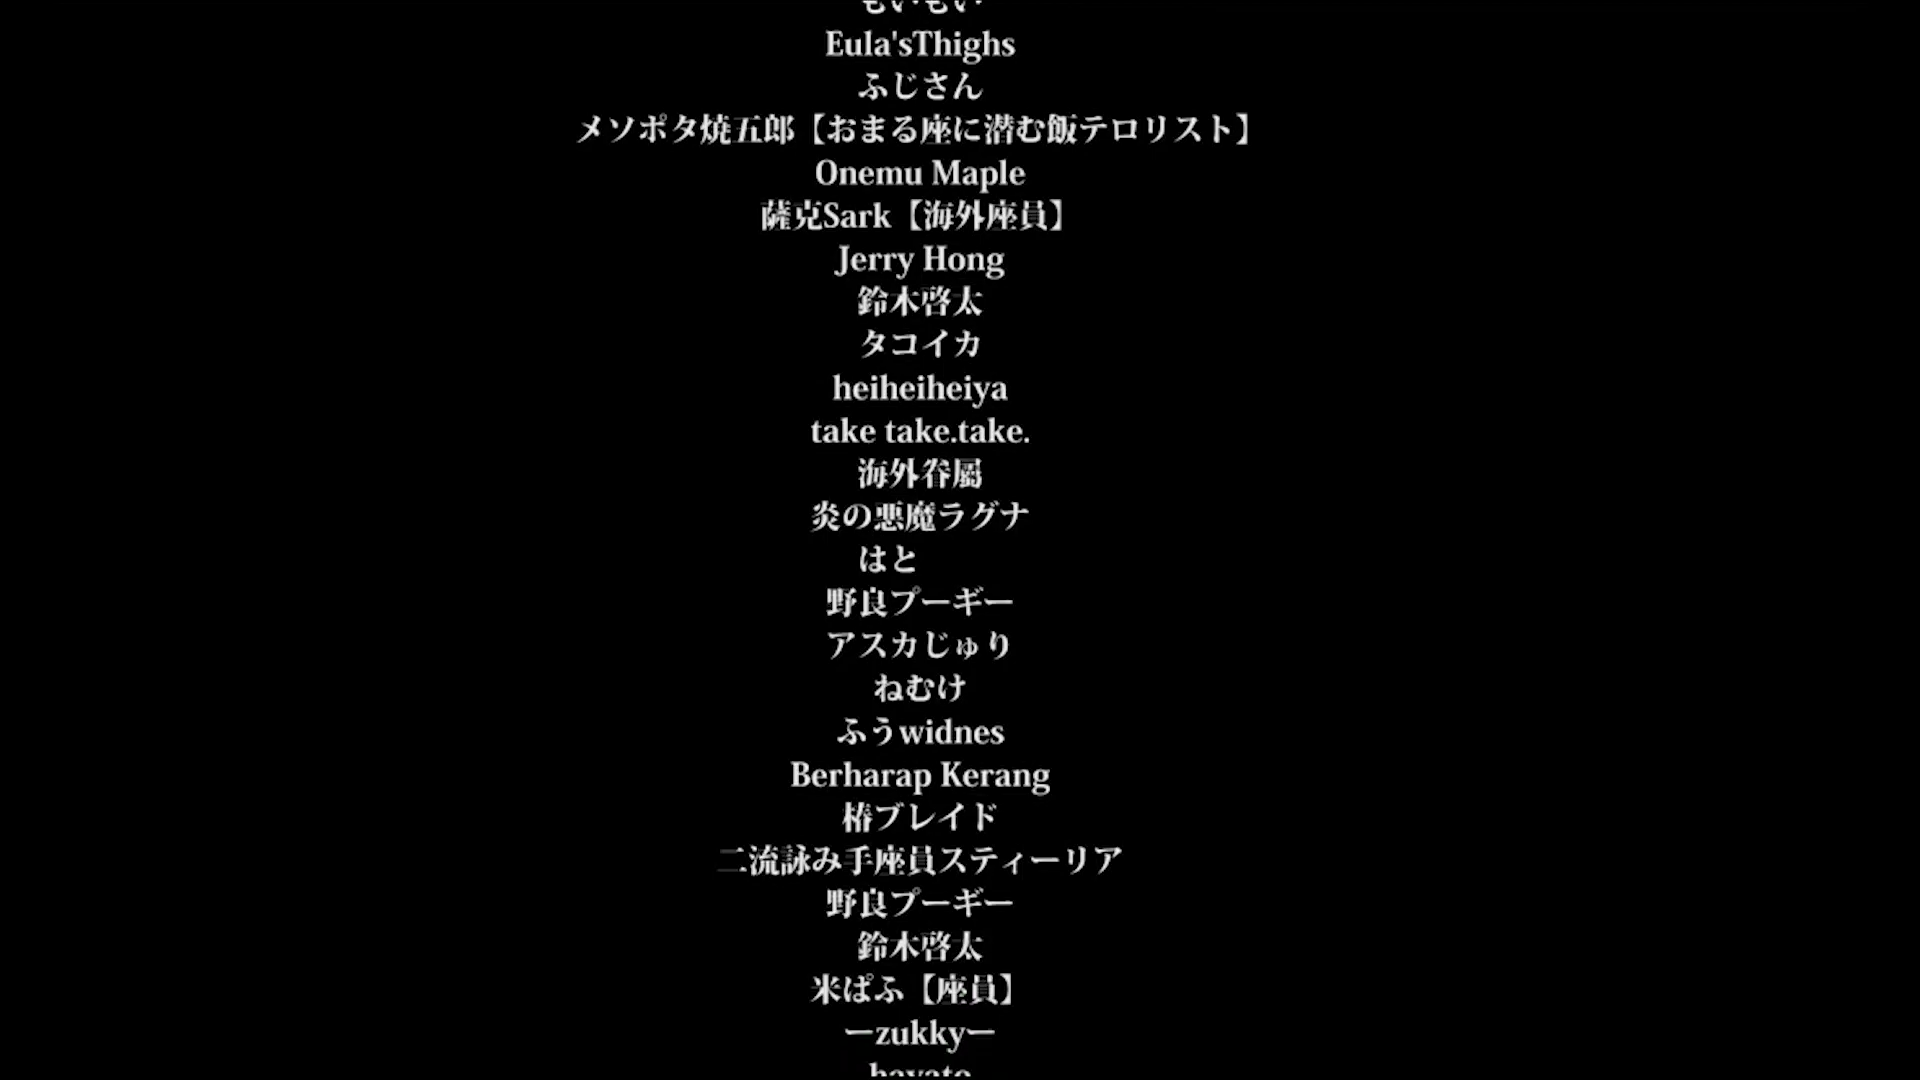 もいもい
Eula'sThighs
ふじさん
メソポタ焼五郎【おまる座に潜む飯テロリスト】
Onemu Maple
薩克Sark【海外座員】
Jerry Hong
鈴木啓太
タコイカ
heiheiheiya
take take.take.
海外眷属
炎の悪魔ラグナ
はと
野良プーギー
アスカじゅり
ねむけ
ふうwidnes
Berharap Kerang
椿ブレイド
二流詠み手座員スティーリア
野良プーギー
鈴木啓太
米ぱふ【座員】
ーzukkyー
hayato